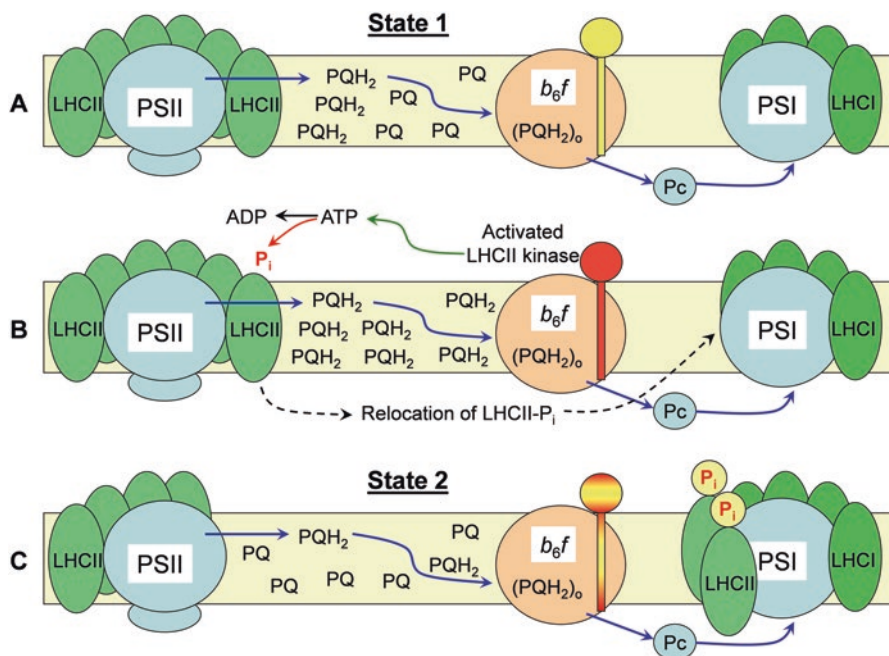 State 1
A
LHCII
PSII
LHCII
PQH₂
PQ
PQH₂
PQ
PQH₂
PQ
PQ
b₆f
(PQH₂)ₒ
Pc
PSI
LHCI
ADP
ATP
Pᵢ
Activated
LHCII kinase
B
LHCII
PSII
LHCII
PQH₂
PQH₂
PQH₂
PQH₂
PQH₂
PQH₂
PQH₂
b₆f
(PQH₂)ₒ
Pc
PSI
LHCI
Relocation of LHCII-Pᵢ
State 2
C
LHCII
PSII
PQH₂
PQ
PQ
PQH₂
PQ
PQ
PQ
b₆f
(PQH₂)ₒ
Pc
Pᵢ
Pᵢ
LHCII
PSI
LHCI